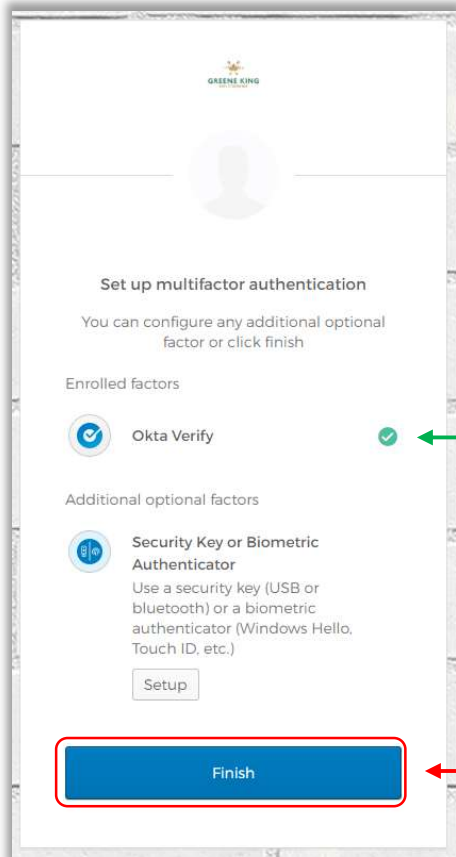 GREENE KING
Set up multifactor authentication
You can configure any additional optional
factor or click finish
Enrolled factors
Okta Verify
Additional optional factors
Security Key or Biometric
Authenticator
Use a security key (USB or
bluetooth) or a biometric
authenticator (Windows Hello,
Touch ID, etc.)
Setup
Finish